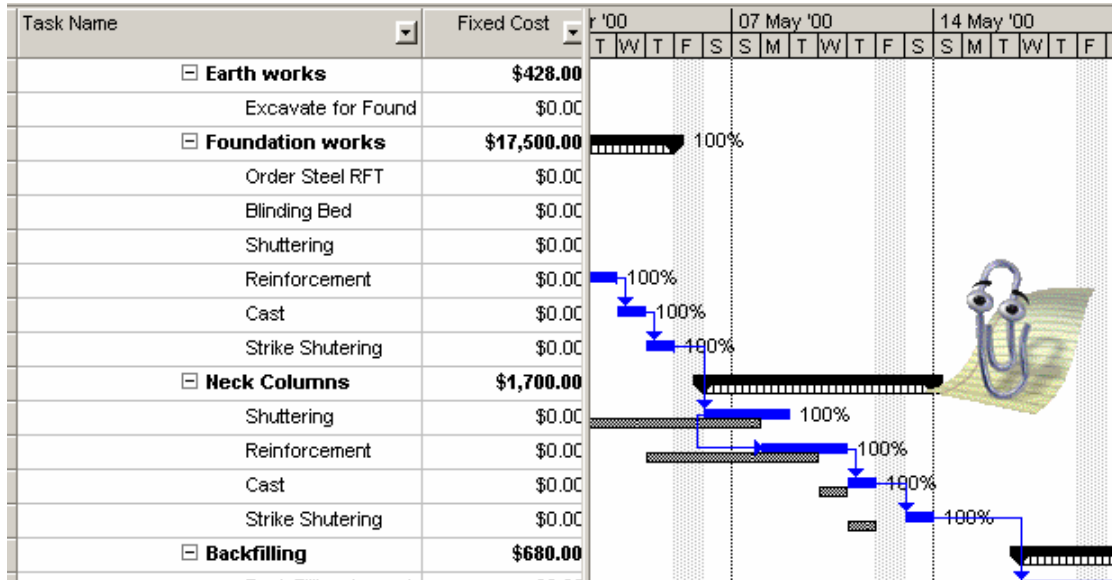 Task Name Fixed Cost r '00 07 May '00 14 May '00
T W T F S S M T W T F S S M T W T F
Earth works $428.00
Excavate for Found $0.00
Foundation works $17,500.00 100%
Order Steel RFT $0.00
Blinding Bed $0.00
Shuttering $0.00
Reinforcement $0.00 100%
Cast $0.00 100%
Strike Shutering $0.00 100%
Neck Columns $1,700.00
Shuttering $0.00 100%
Reinforcement $0.00 100%
Cast $0.00 100%
Strike Shutering $0.00 100%
Backfilling $680.00